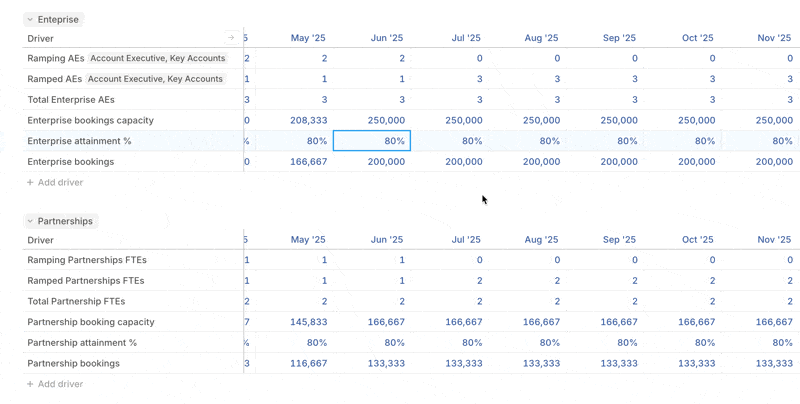 Enteprise
Driver → 5 May '25 Jun '25 Jul '25 Aug '25 Sep '25 Oct '25 Nov '25
Ramping AEs Account Executive, Key Accounts 2 2 2 0 0 0 0 0
Ramped AEs Account Executive, Key Accounts 1 1 1 3 3 3 3 3
Total Enterprise AEs 3 3 3 3 3 3 3 3
Enterprise bookings capacity 0 208,333 250,000 250,000 250,000 250,000 250,000 250,000
Enterprise attainment % % 80% 80% 80% 80% 80% 80% 80%
Enterprise bookings 0 166,667 200,000 200,000 200,000 200,000 200,000 200,000
+ Add driver
Partnerships
Driver 5 May '25 Jun '25 Jul '25 Aug '25 Sep '25 Oct '25 Nov '25
Ramping Partnerships FTEs 1 1 1 0 0 0 0 0
Ramped Partnership FTEs 1 1 1 2 2 2 2 2
Total Partnership FTEs 2 2 2 2 2 2 2 2
Partnership booking capacity 7 145,833 166,667 166,667 166,667 166,667 166,667 166,667
Partnership attainment % % 80% 80% 80% 80% 80% 80% 80%
Partnership bookings 3 116,667 133,333 133,333 133,333 133,333 133,333 133,333
+ Add driver